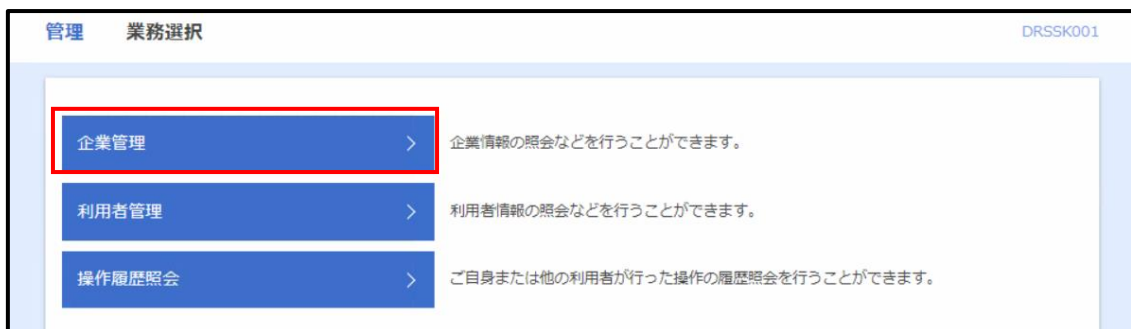 管理 業務選択 DRSSK001
企業管理 企業情報の照会などを行うことができます。
利用者管理 利用者情報の照会などを行うことができます。
操作履歴照会 ご自身または他の利用者が行った操作の履歴照会を行うことができます。